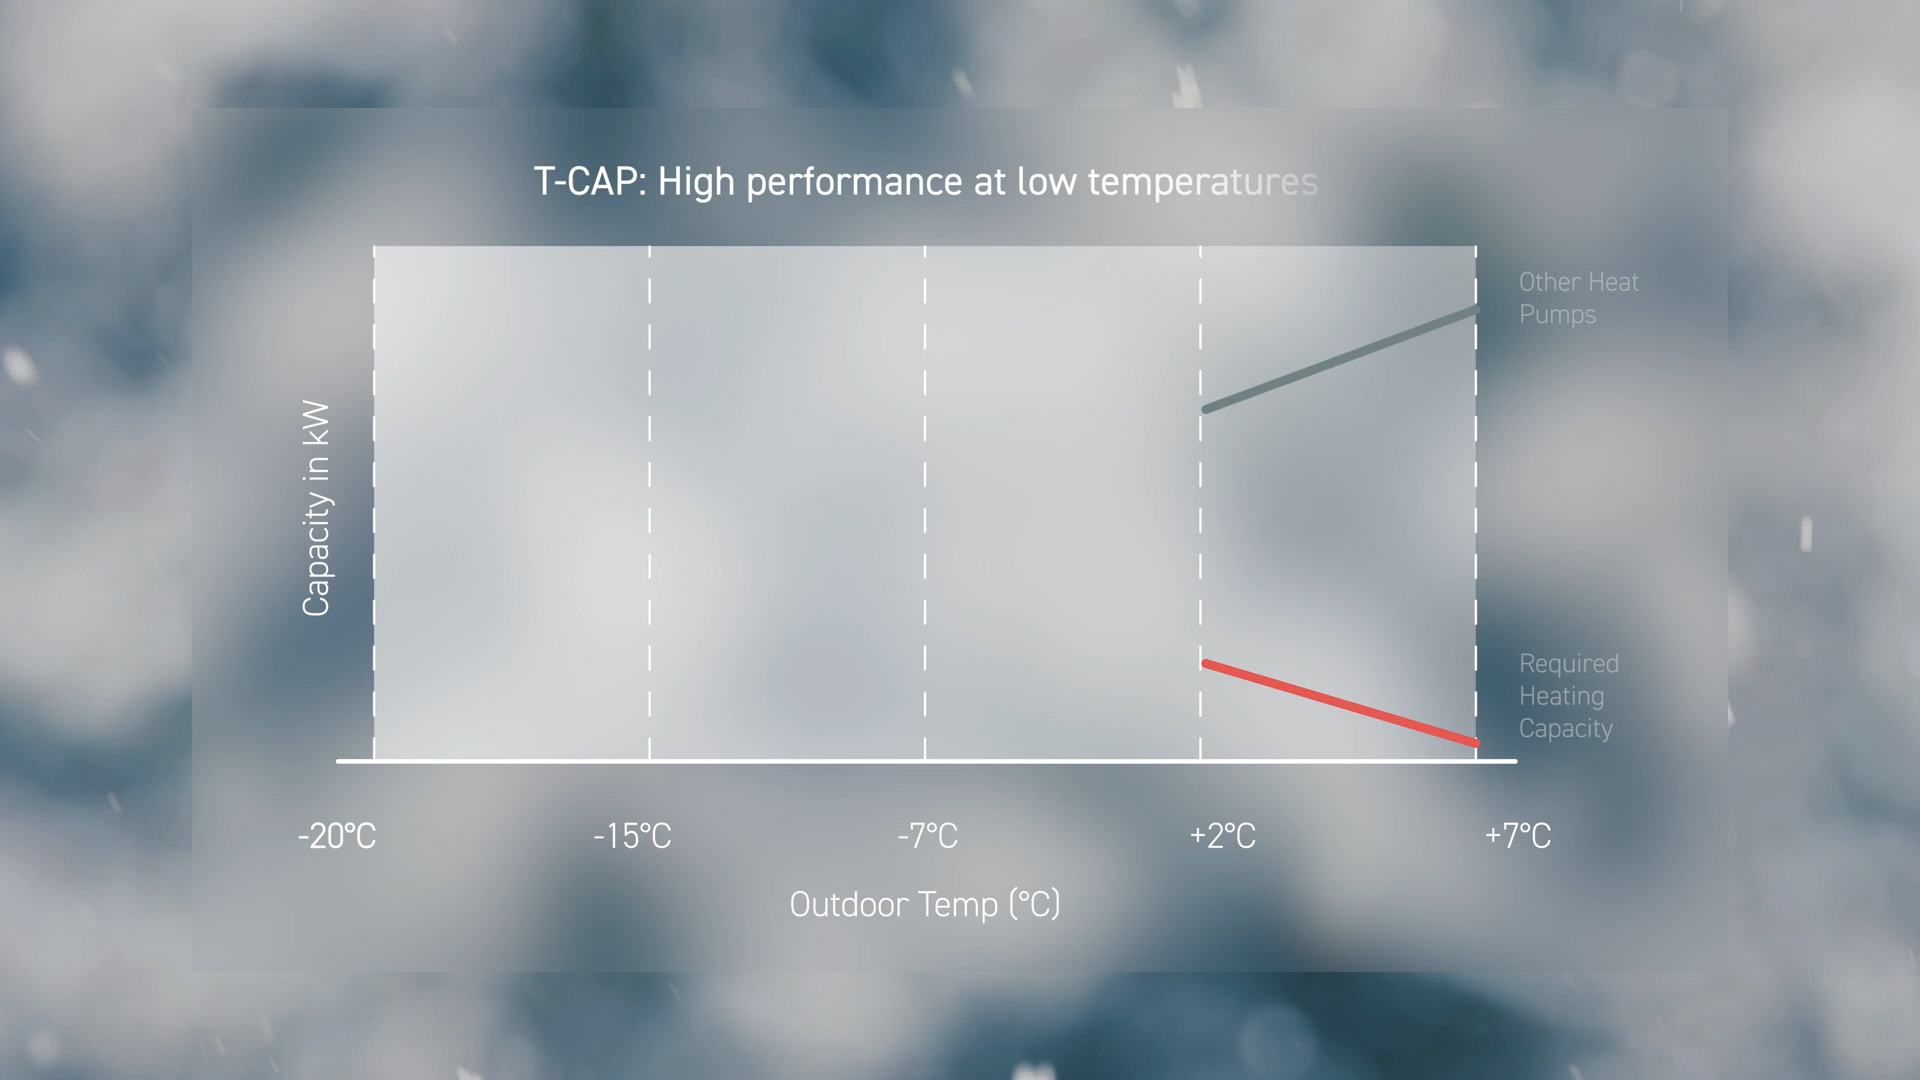 T-CAP: High performance at low temperatures
Other Heat
Pumps
Capacity in kW
Required
Heating
Capacity
-20°C
-15°C
-7°C
+2°C
+7°C
Outdoor Temp (°C)